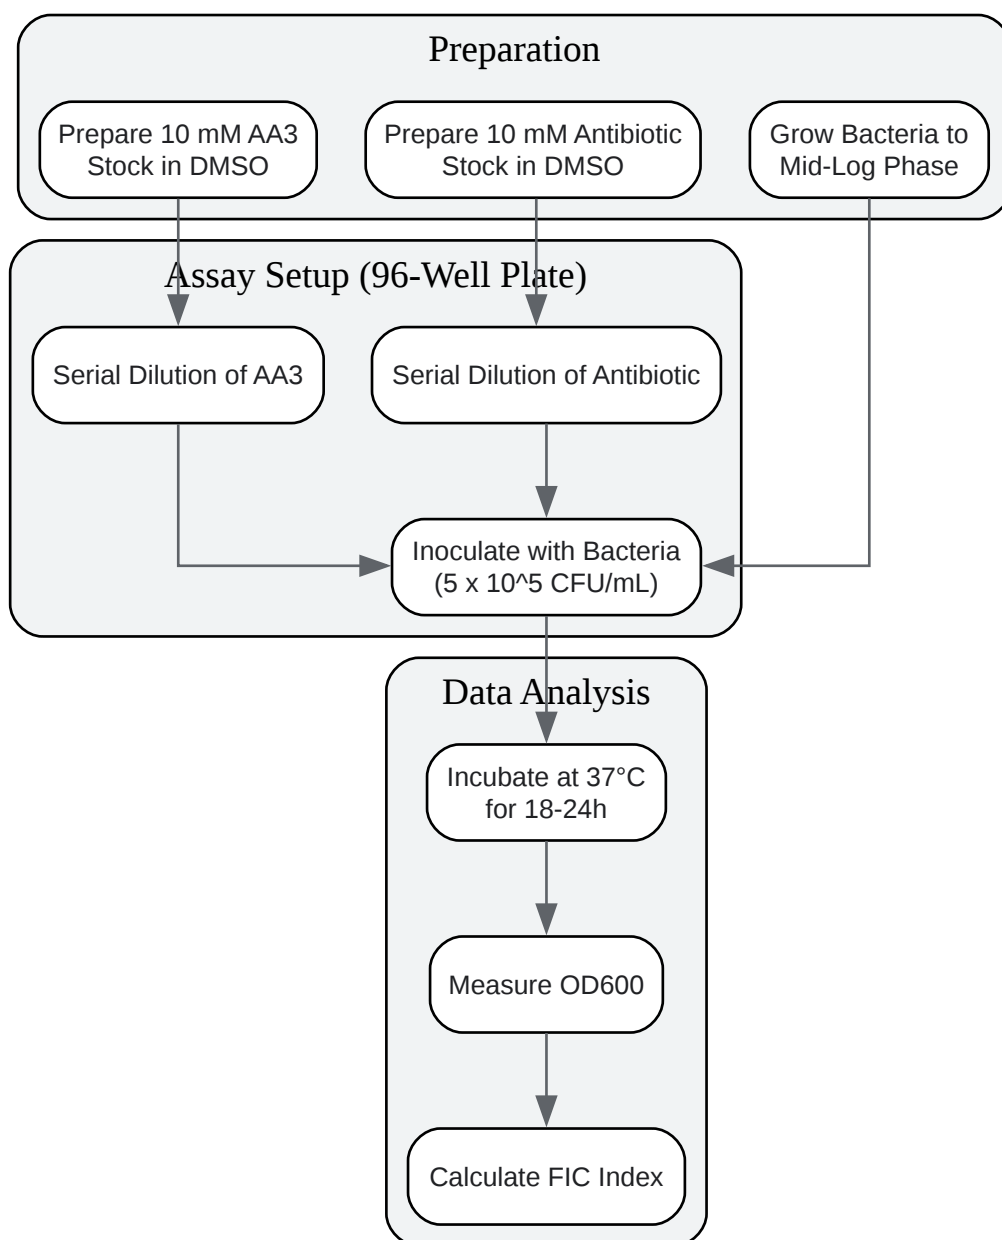 Preparation
Prepare 10 mM AA3
Stock in DMSO
Prepare 10 mM Antibiotic
Stock in DMSO
Grow Bacteria to
Mid-Log Phase
Assay Setup (96-Well Plate)
Serial Dilution of AA3
Serial Dilution of Antibiotic
Inoculate with Bacteria
(5 x 10^5 CFU/mL)
Data Analysis
Incubate at 37°C
for 18-24h
Measure OD600
Calculate FIC Index